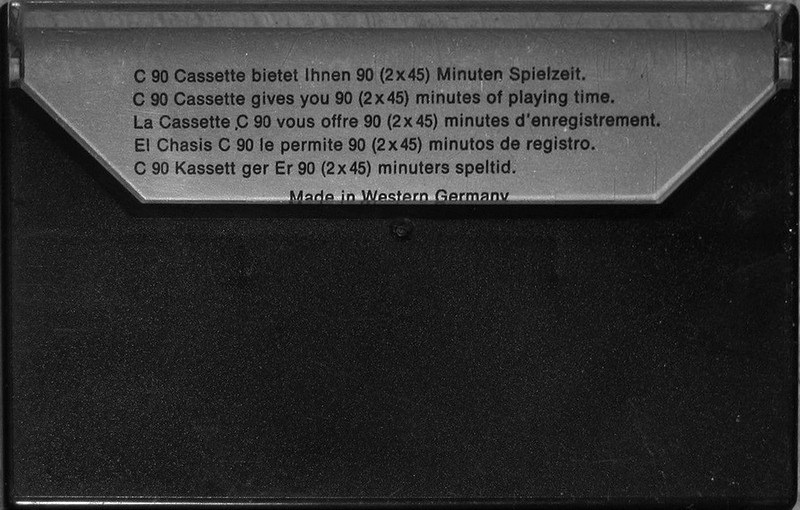 C 90 Cassette bietet Ihnen 90 (2x45) Minuten Spielzeit.
C 90 Cassette gives you 90 (2x45) minutes of playing time.
La Cassette C 90 vous offre 90 (2x45) minutes d'enregistrement.
El Chasis C 90 le permite 90 (2x45) minutos de registro.
C 90 Kassett ger Er 90 (2x45) minuters speltid.
Made in Western Germany